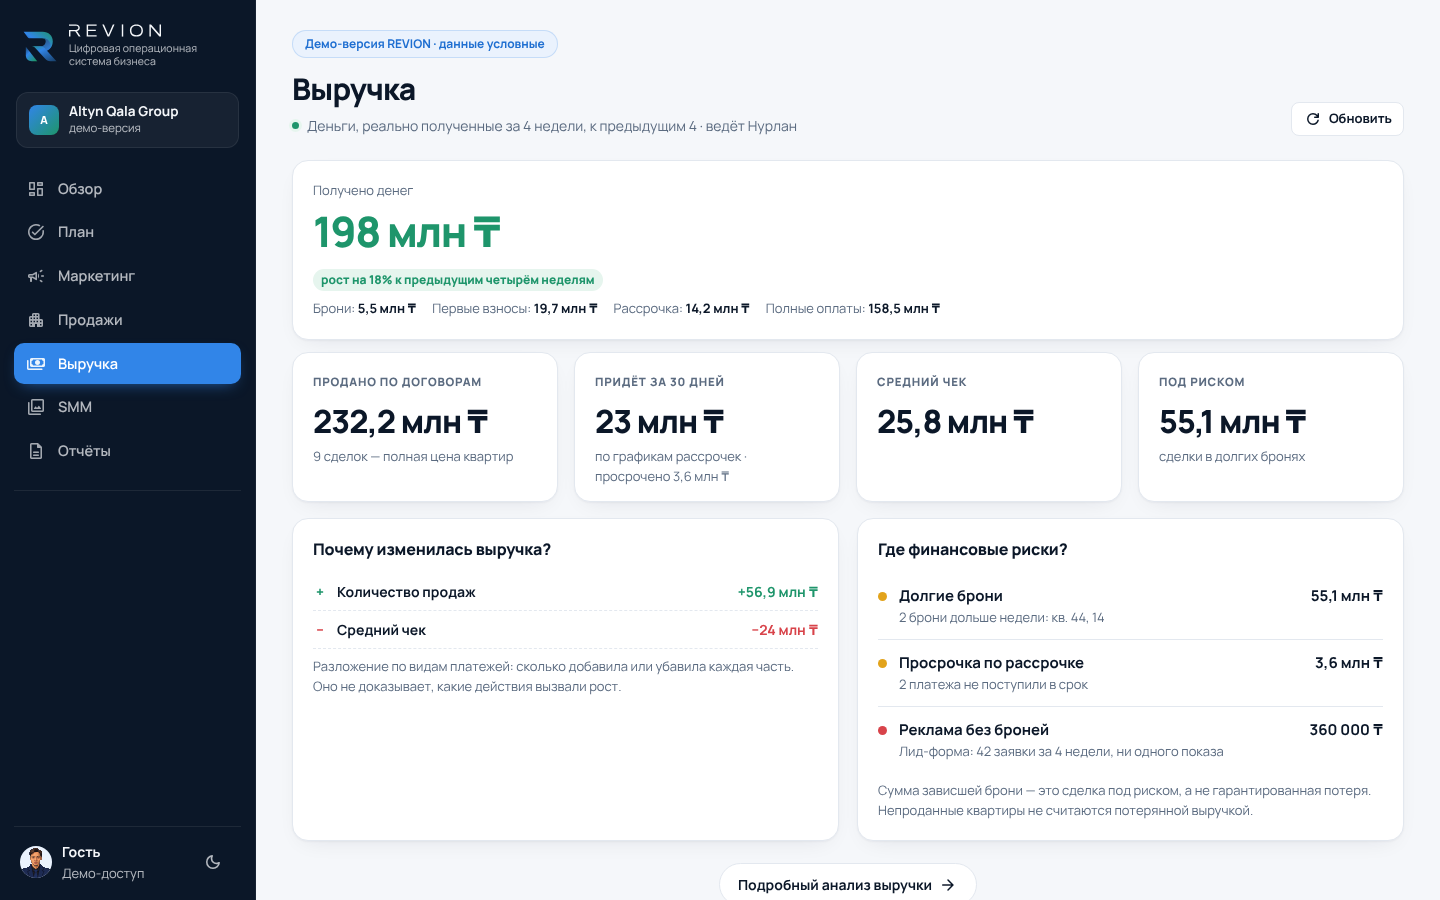 REVION
Цифровая операционная
система бизнеса
A
Altyn Qala Group
демо-версия
Обзор
План
Маркетинг
Продажи
Выручка
SMM
Отчёты
Гость
Демо-доступ
Демо-версия REVION · данные условные
Выручка
Деньги, реально полученные за 4 недели, к предыдущим 4 · ведёт Нурлан
Обновить
Получено денег
198 млн ₸
рост на 18% к предыдущим четырём неделям
Брони: 5,5 млн ₸ Первые взносы: 19,7 млн ₸ Рассрочка: 14,2 млн ₸ Полные оплаты: 158,5 млн ₸
ПРОДАНО ПО ДОГОВОРАМ
232,2 млн ₸
9 сделок — полная цена квартир
ПРИДЁТ ЗА 30 ДНЕЙ
23 млн ₸
по графикам рассрочек ·
просрочено 3,6 млн ₸
СРЕДНИЙ ЧЕК
25,8 млн ₸
ПОД РИСКОМ
55,1 млн ₸
сделки в долгих бронях
Почему изменилась выручка?
+ Количество продаж +56,9 млн ₸
− Средний чек −24 млн ₸
Разложение по видам платежей: сколько добавила или убавила каждая часть.
Оно не доказывает, какие действия вызвали рост.
Где финансовые риски?
Долгие брони 55,1 млн ₸
2 брони дольше недели: кв. 44, 14
Просрочка по рассрочке 3,6 млн ₸
2 платежа не поступили в срок
Реклама без броней 360 000 ₸
Лид-форма: 42 заявки за 4 недели, ни одного показа
Сумма зависшей брони — это сделка под риском, а не гарантированная потеря.
Непроданные квартиры не считаются потерянной выручкой.
Подробный анализ выручки →